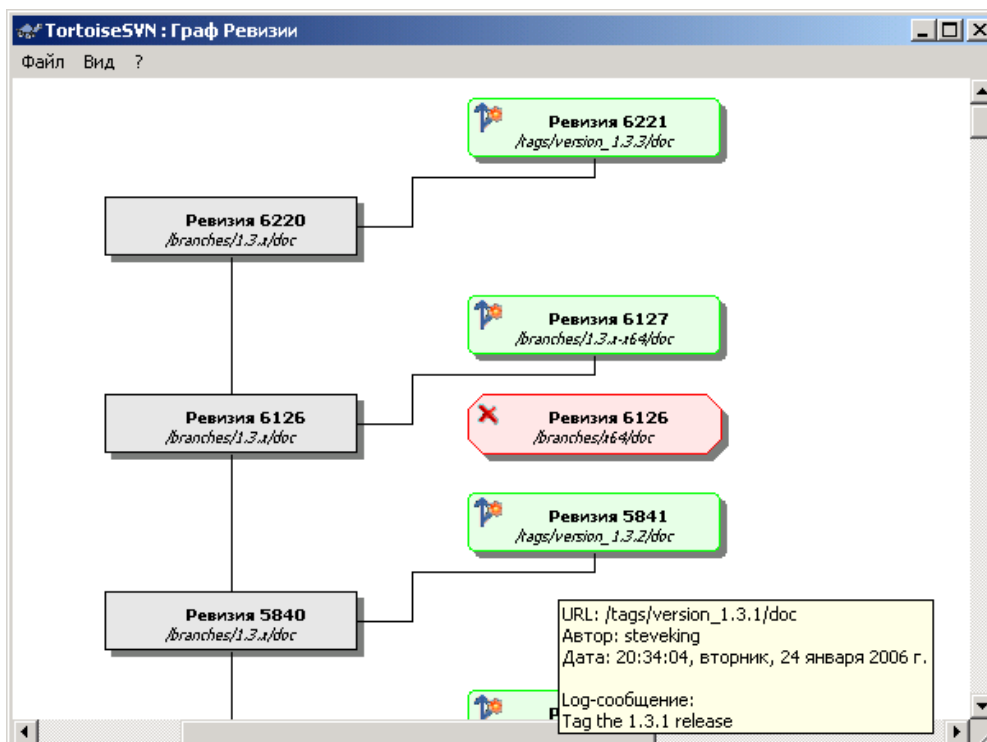 TortoiseSVN : Граф Ревизии
Файл Вид ?
Ревизия 6221
/tags/version_1.3.3/doc
Ревизия 6220
/branches/1.3.x/doc
Ревизия 6127
/branches/1.3.x-x64/doc
Ревизия 6126
/branches/1.3.x/doc
Ревизия 6126
/branches/x64/doc
Ревизия 5841
/tags/version_1.3.2/doc
Ревизия 5840
/branches/1.3.x/doc
URL: /tags/version_1.3.1/doc
Автор: steveking
Дата: 20:34:04, вторник, 24 января 2006 г.
Log-сообщение:
Tag the 1.3.1 release